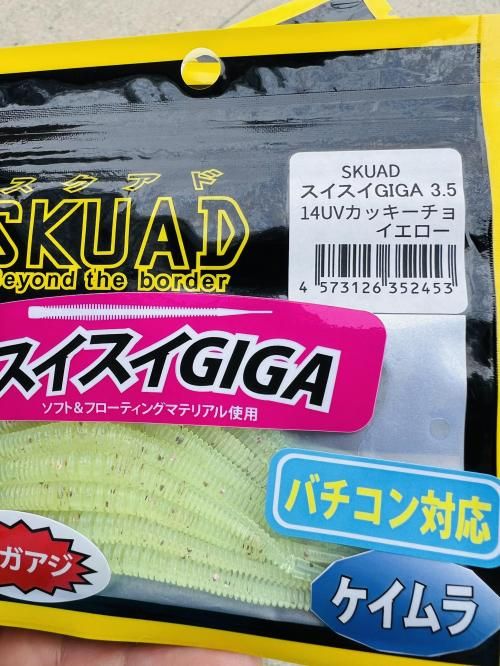 スクアド
SKUAD
Beyond the border
SKUAD
スイスイGIGA 3.5
14UVカッキーチョ
イエロー
4 573126 352453
スイスイGIGA
ソフト&フローティングマテリアル使用
バチコン対応
ガアジ
ケイムラ